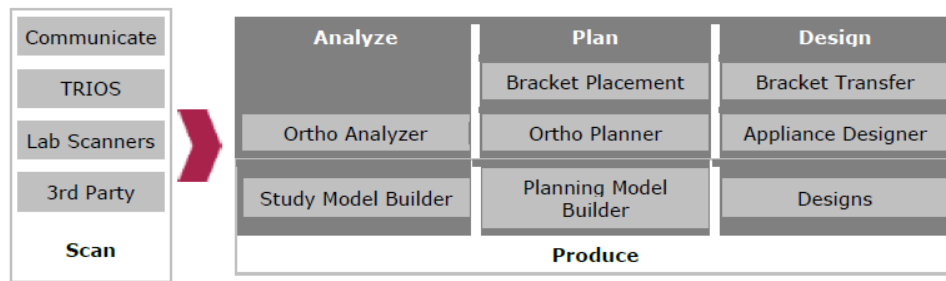 Communicate
TRIOS
Lab Scanners
3rd Party
Scan
Analyze
Plan
Design
Bracket Placement
Bracket Transfer
Ortho Analyzer
Ortho Planner
Appliance Designer
Study Model Builder
Planning Model
Builder
Designs
Produce